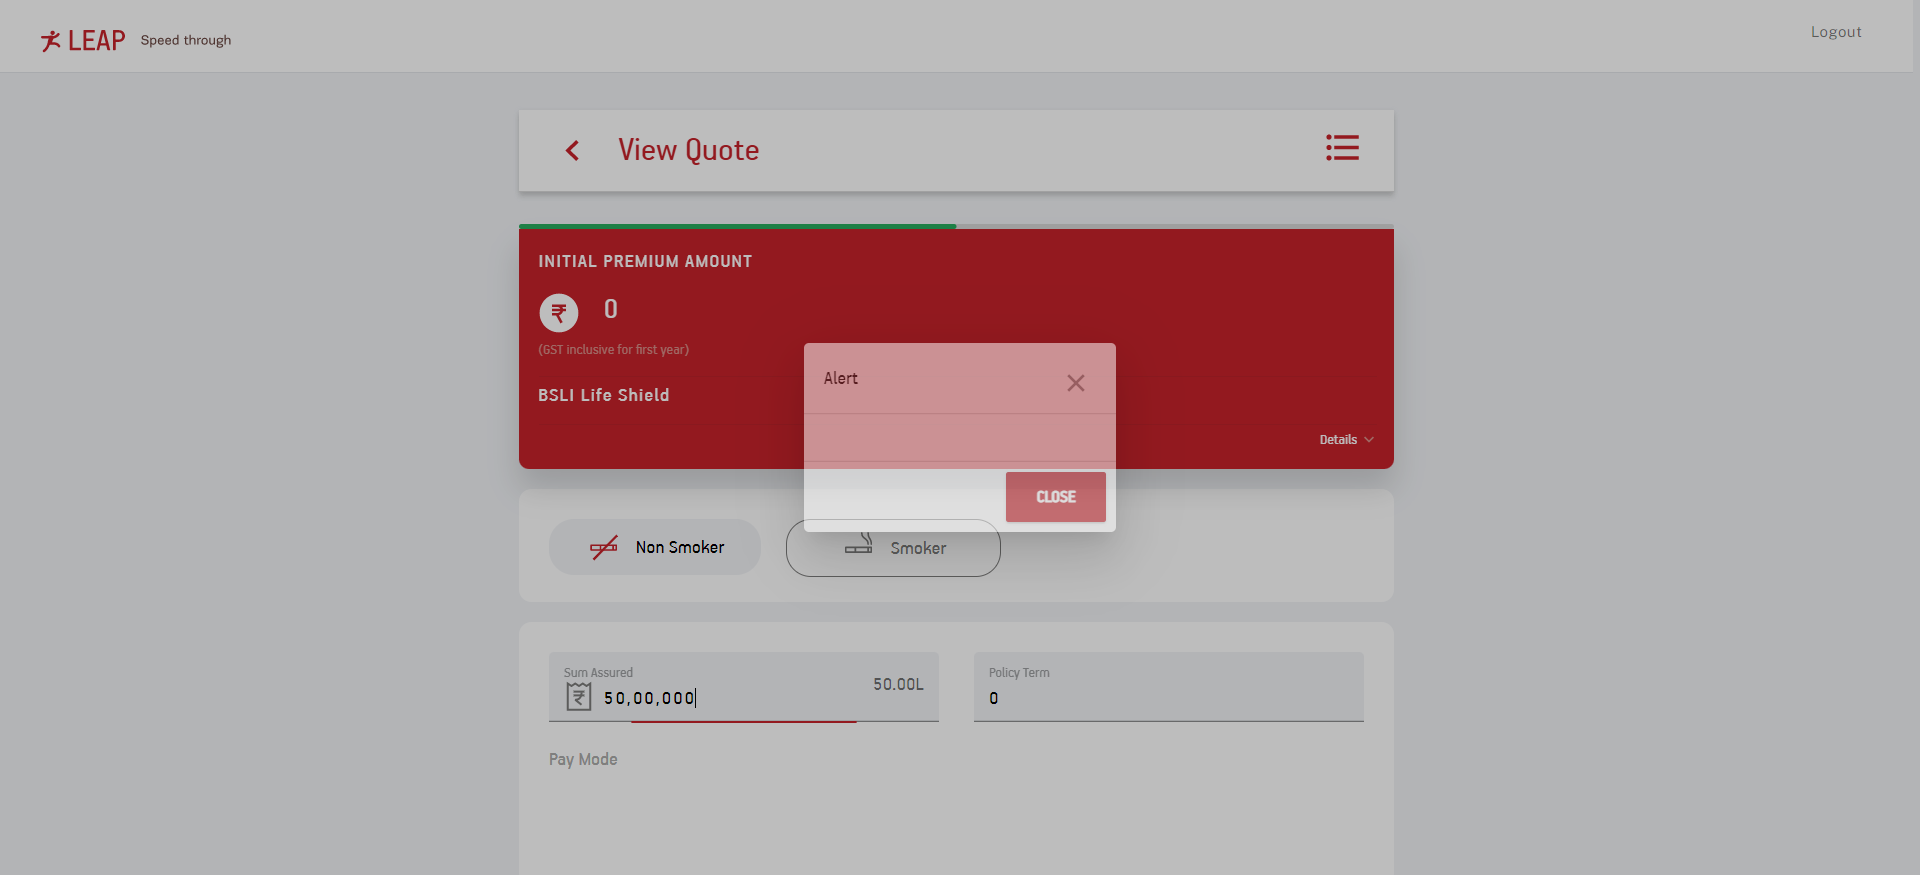 LEAP Speed through
Logout
View Quote
INITIAL PREMIUM AMOUNT
₹ 0
(GST inclusive for first year)
BSLI Life Shield
Details
Alert
CLOSE
Non Smoker
Smoker
Sum Assured
₹ 50,00,000
50.00L
Policy Term
0
Pay Mode